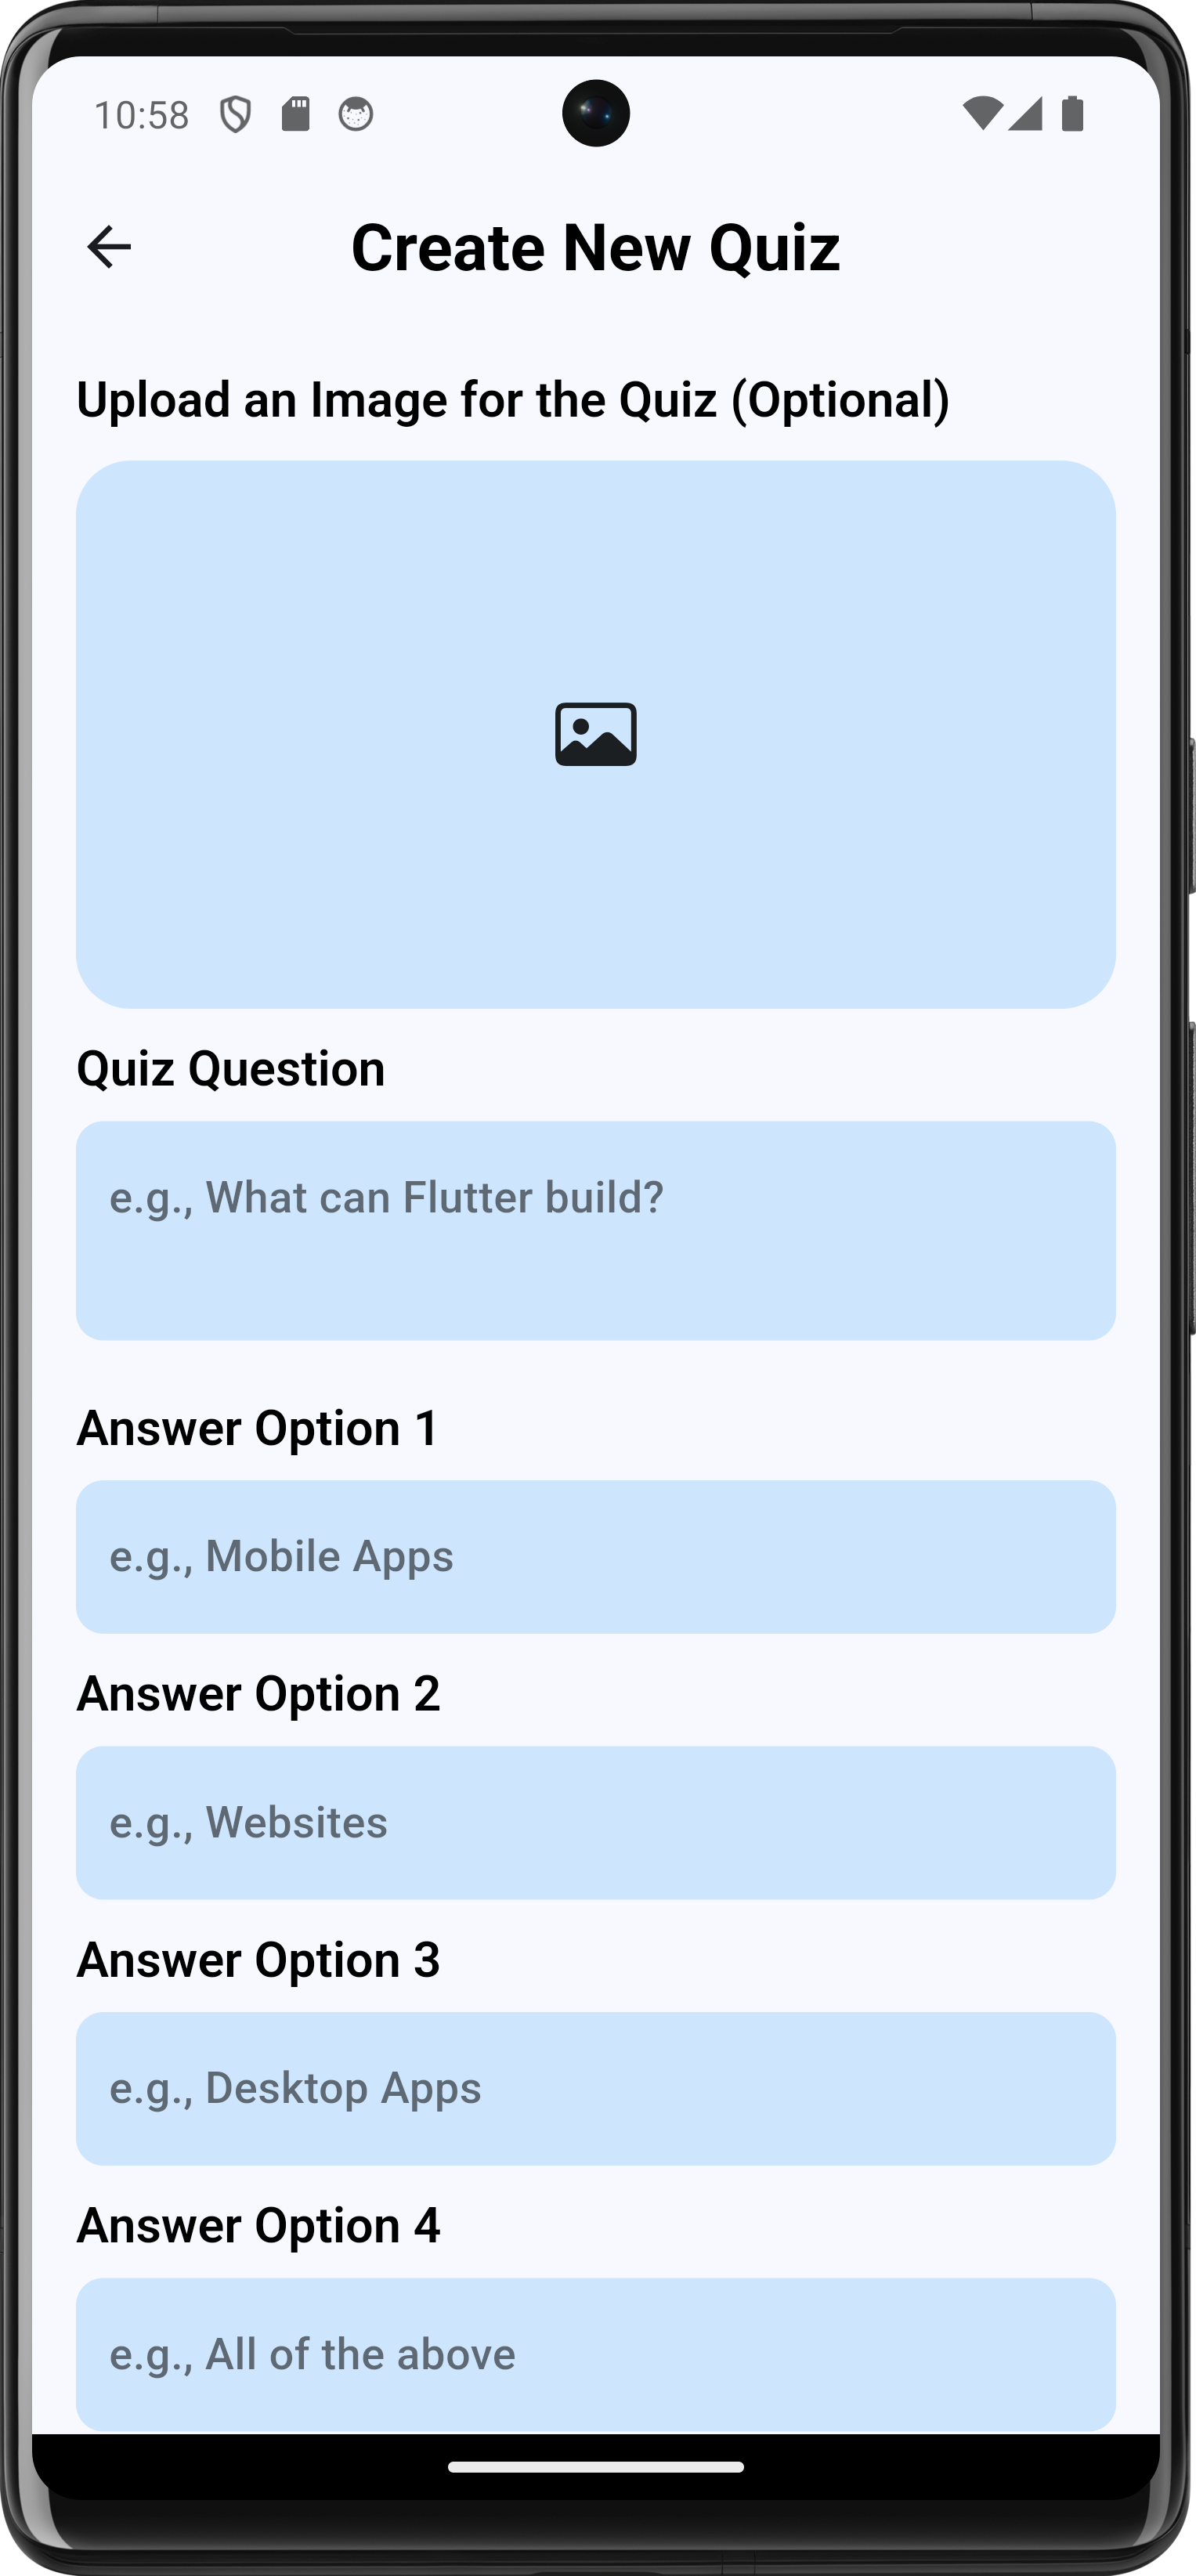 10:58
Create New Quiz
Upload an Image for the Quiz (Optional)
Quiz Question
e.g., What can Flutter build?
Answer Option 1
e.g., Mobile Apps
Answer Option 2
e.g., Websites
Answer Option 3
e.g., Desktop Apps
Answer Option 4
e.g., All of the above